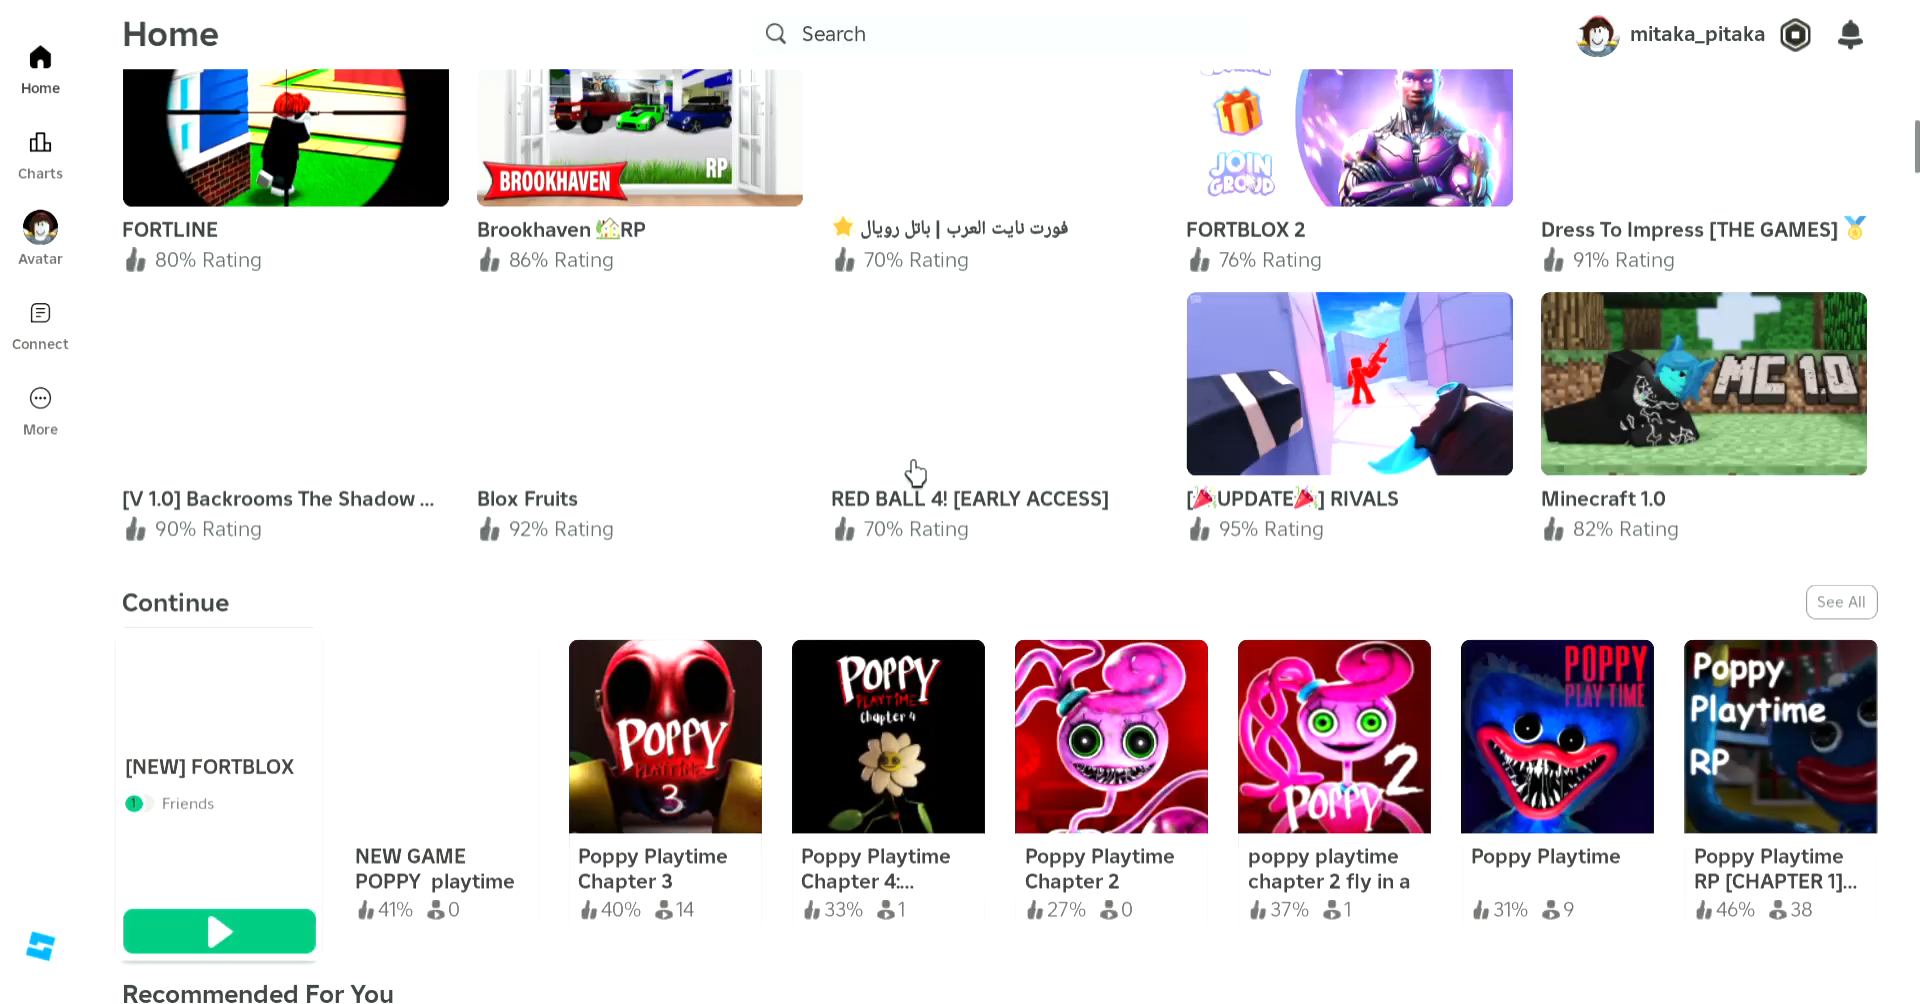 Home
Search
mitaka_pitaka
Home
Charts
Avatar
Connect
More
BROOKHAVEN
RP
JOIN
GROUP
FORTLINE
80% Rating
Brookhaven 🏡RP
86% Rating
⭐ فورت نايت العرب | باتل رويال
70% Rating
FORTBLOX 2
76% Rating
Dress To Impress [THE GAMES] 🏅
91% Rating
MC 1.0
[V 1.0] Backrooms The Shadow ...
90% Rating
Blox Fruits
92% Rating
RED BALL 4! [EARLY ACCESS]
70% Rating
[🎉UPDATE🎉] RIVALS
95% Rating
Minecraft 1.0
82% Rating
Continue
See All
[NEW] FORTBLOX
1 Friends
NEW GAME
POPPY playtime
41% 0
POPPY
PLAYTIME
3
Poppy Playtime
Chapter 3
40% 14
POPPY
PLAYTIME
Chapter 4
Poppy Playtime
Chapter 4:...
33% 1
Poppy Playtime
Chapter 2
27% 0
2
POPPY
poppy playtime
chapter 2 fly in a
37% 1
POPPY
PLAY TIME
Poppy Playtime
31% 9
Poppy
Playtime
RP
Poppy Playtime
RP [CHAPTER 1]...
46% 38
Recommended For You